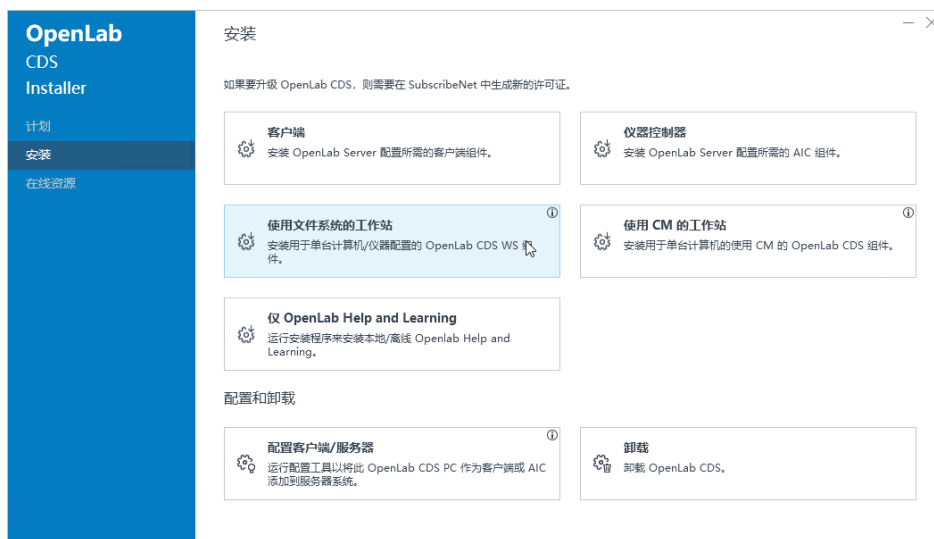 OpenLab
CDS
Installer
计划
安装
在线资源
安装
如果要升级 OpenLab CDS，则需要在 SubscribeNet 中生成新的许可证。
客户端
安装 OpenLab Server 配置所需的客户端组件。
仪器控制器
安装 OpenLab Server 配置所需的 AIC 组件。
使用文件系统的工作站
安装用于单台计算机/仪器配置的 OpenLab CDS WS
件。
使用 CM 的工作站
安装用于单台计算机的使用 CM 的 OpenLab CDS 组件。
仅 OpenLab Help and Learning
运行安装程序来安装本地/离线 Openlab Help and
Learning。
配置和卸载
配置客户端/服务器
运行配置工具以将此 OpenLab CDS PC 作为客户端或 AIC
添加到服务器系统。
卸载
卸载 OpenLab CDS。